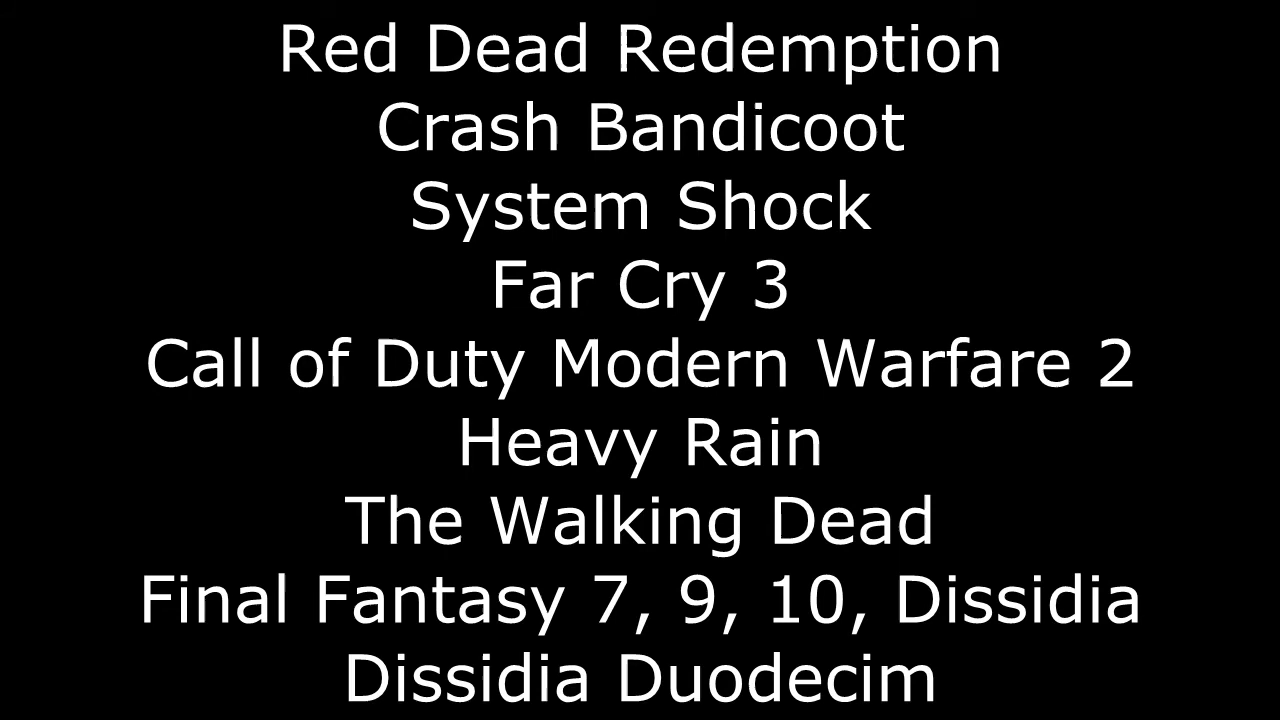 Red Dead Redemption
Crash Bandicoot
System Shock
Far Cry 3
Call of Duty Modern Warfare 2
Heavy Rain
The Walking Dead
Final Fantasy 7, 9, 10, Dissidia
Dissidia Duodecim